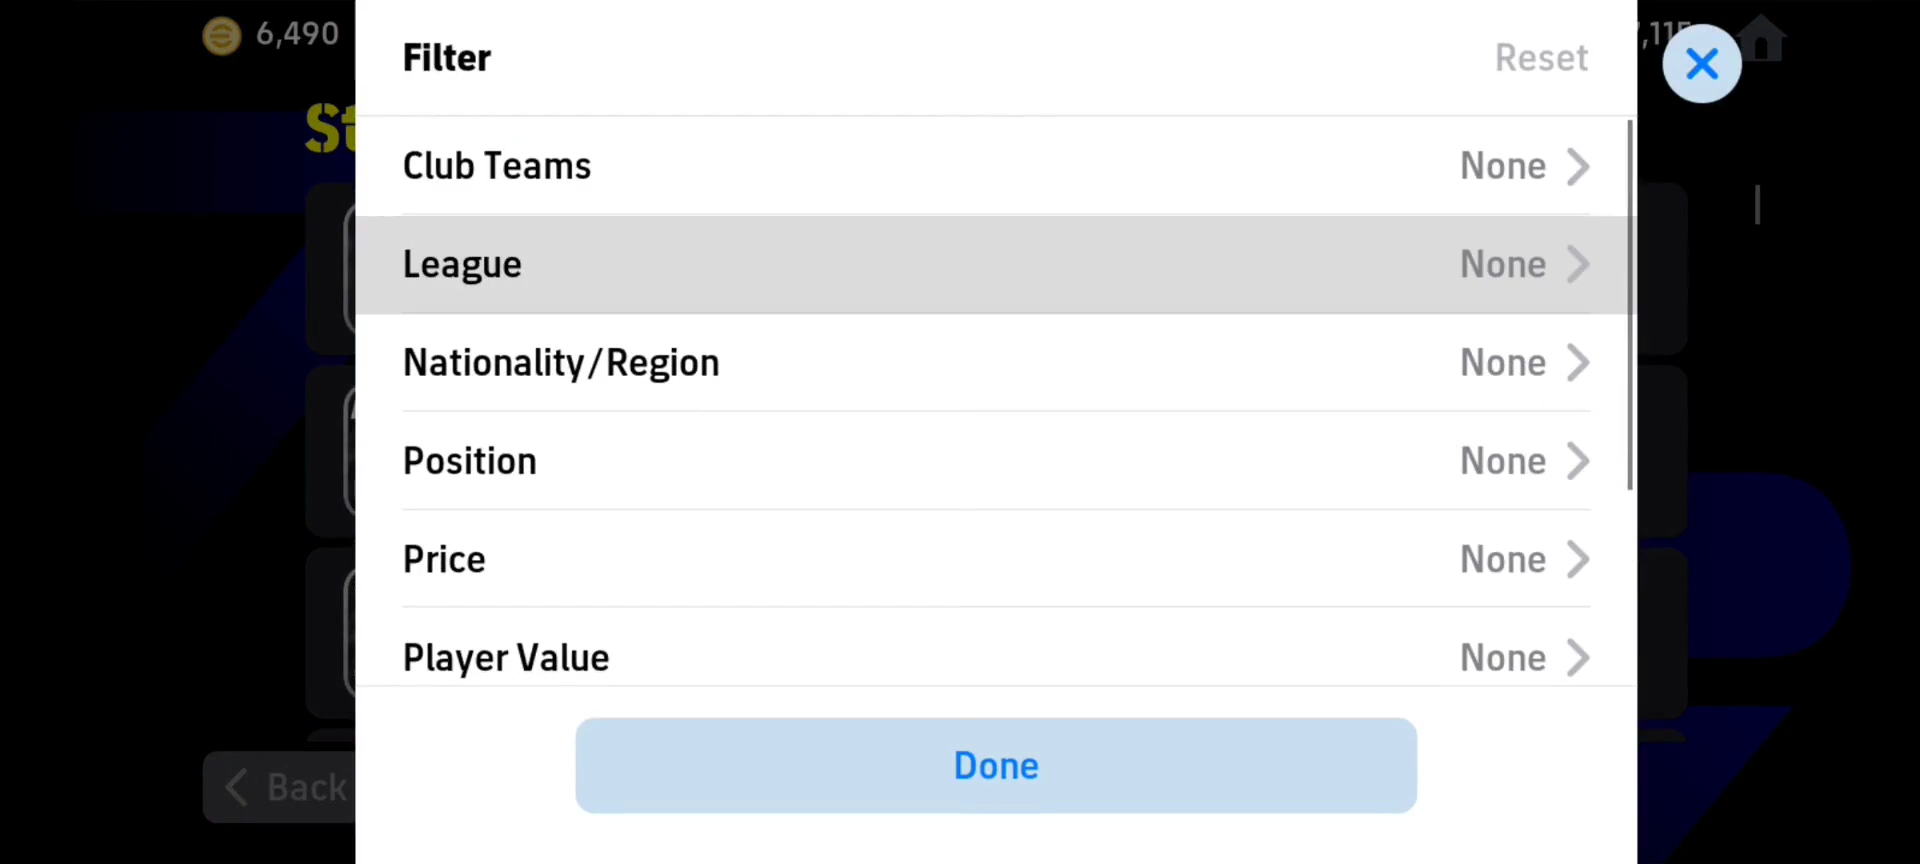 6,490
Filter
Reset
Club Teams None
League None
Nationality/Region None
Position None
Price None
Player Value None
Done
Back